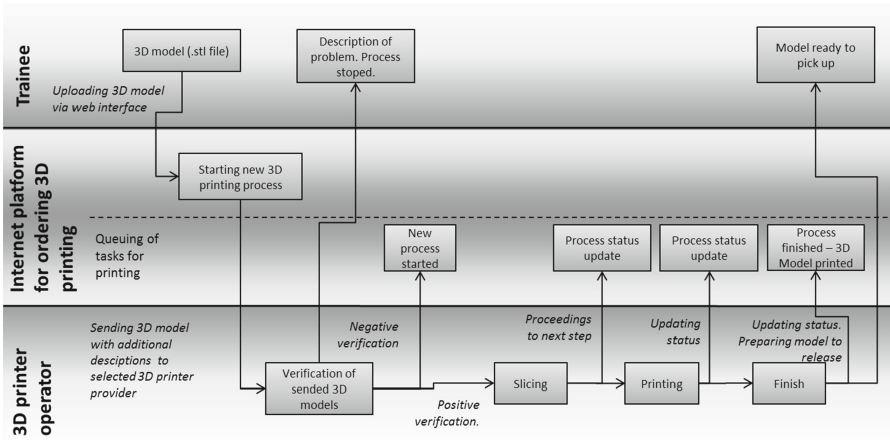 Trainee
3D model (.stl file)
Description of
problem. Process
stoped.
Model ready to
pick up
Uploading 3D model
via web interface
Internet platform
for ordering 3D
printing
Starting new 3D
printing process
Queuing of
tasks for
printing
New
process
started
Process status
update
Process status
update
Process
finished – 3D
Model printed
3D printer
operator
Sending 3D model
with additional
desciptions to
selected 3D printer
provider
Negative
verification
Proceedings
to next step
Updating
status
Updating status.
Preparing model to
release
Verification of
sended 3D
models
Positive
verification.
Slicing
Printing
Finish